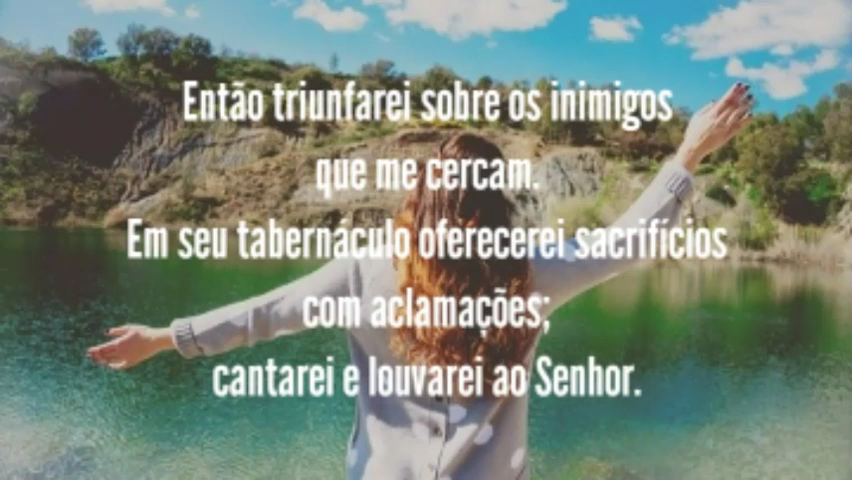 Então triunfarei sobre os inimigos
que me cercam.
Em seu tabernáculo oferecerei sacrifícios
com aclamações;
cantarei e louvarei ao Senhor.